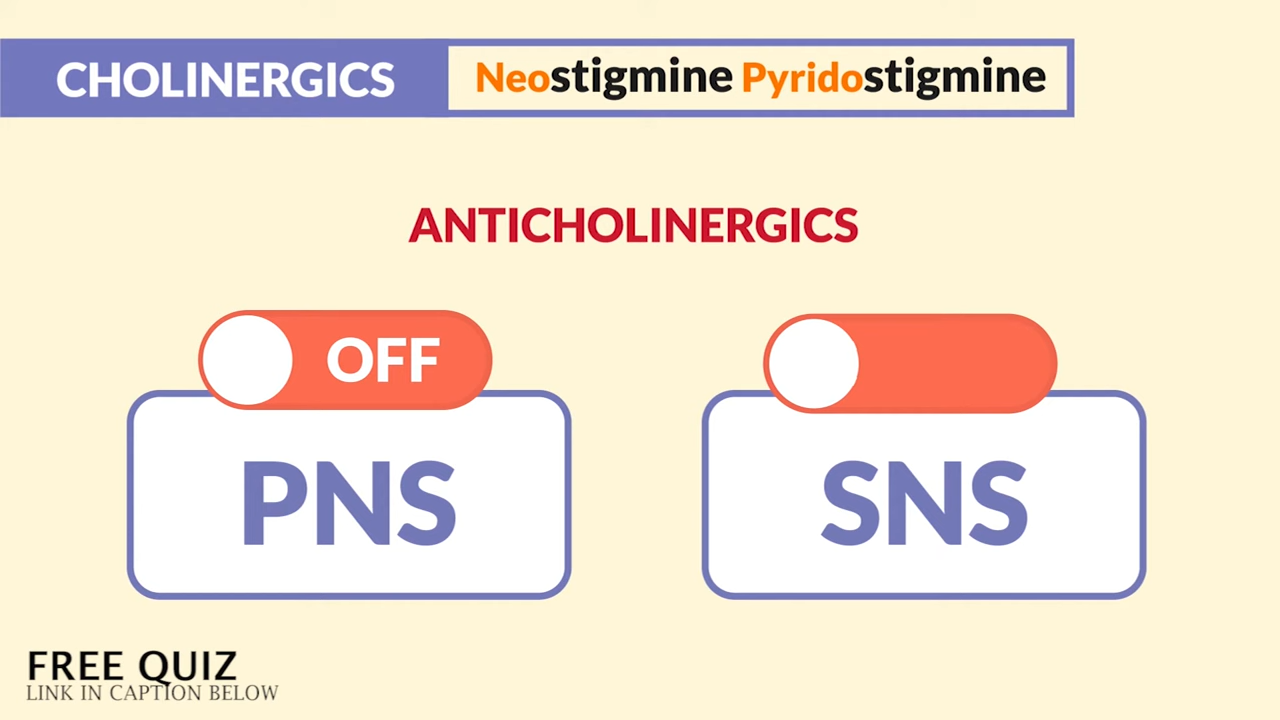 CHOLINERGICS Neostigmine Pyridostigmine
ANTICHOLINERGICS
OFF
PNS SNS
FREE QUIZ
LINK IN CAPTION BELOW